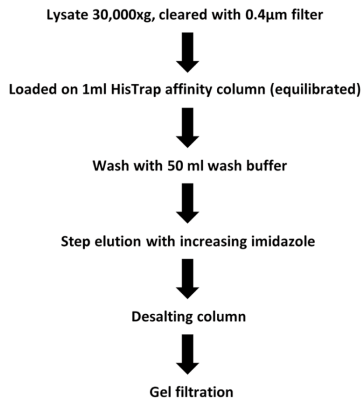 Lysate 30,000xg, cleared with 0.4µm filter
Loaded on 1ml HisTrap affinity column (equilibrated)
Wash with 50 ml wash buffer
Step elution with increasing imidazole
Desalting column
Gel filtration